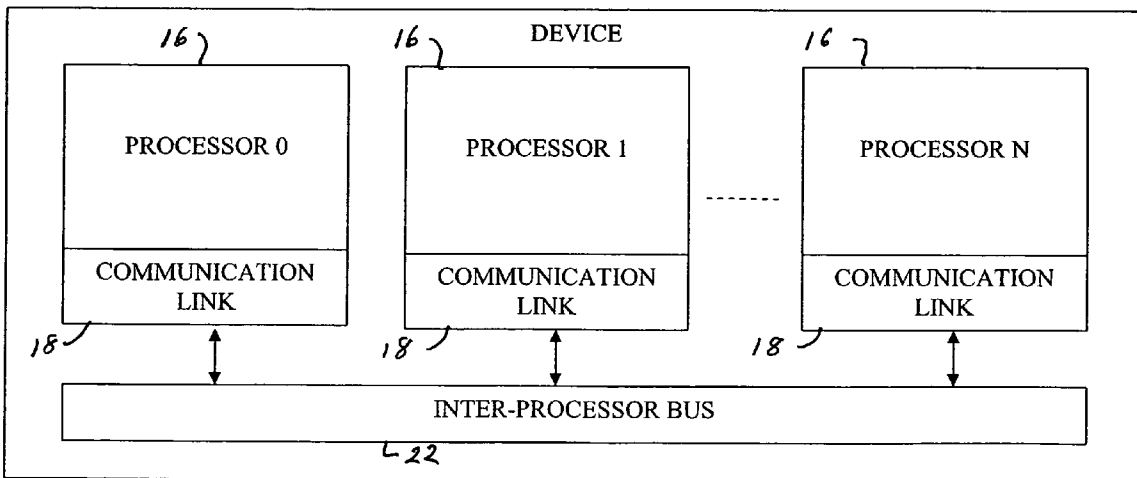 DEVICE
16
16
16
PROCESSOR 0
PROCESSOR 1
PROCESSOR N
COMMUNICATION
LINK
COMMUNICATION
LINK
COMMUNICATION
LINK
18
18
18
INTER-PROCESSOR BUS
22